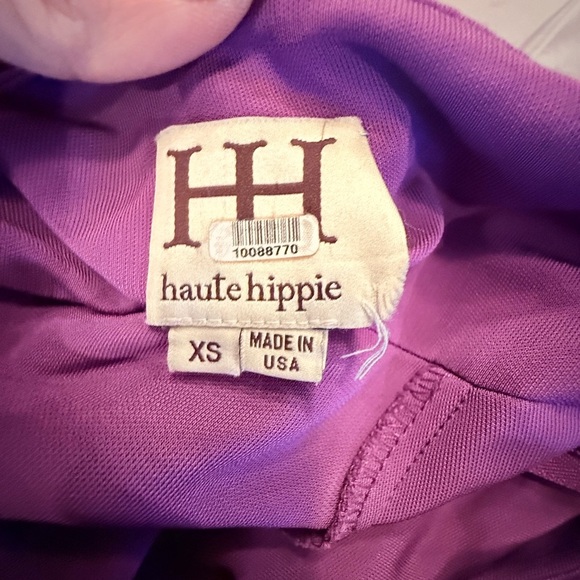 HH
10088770
haute hippie
XS
MADE IN
USA